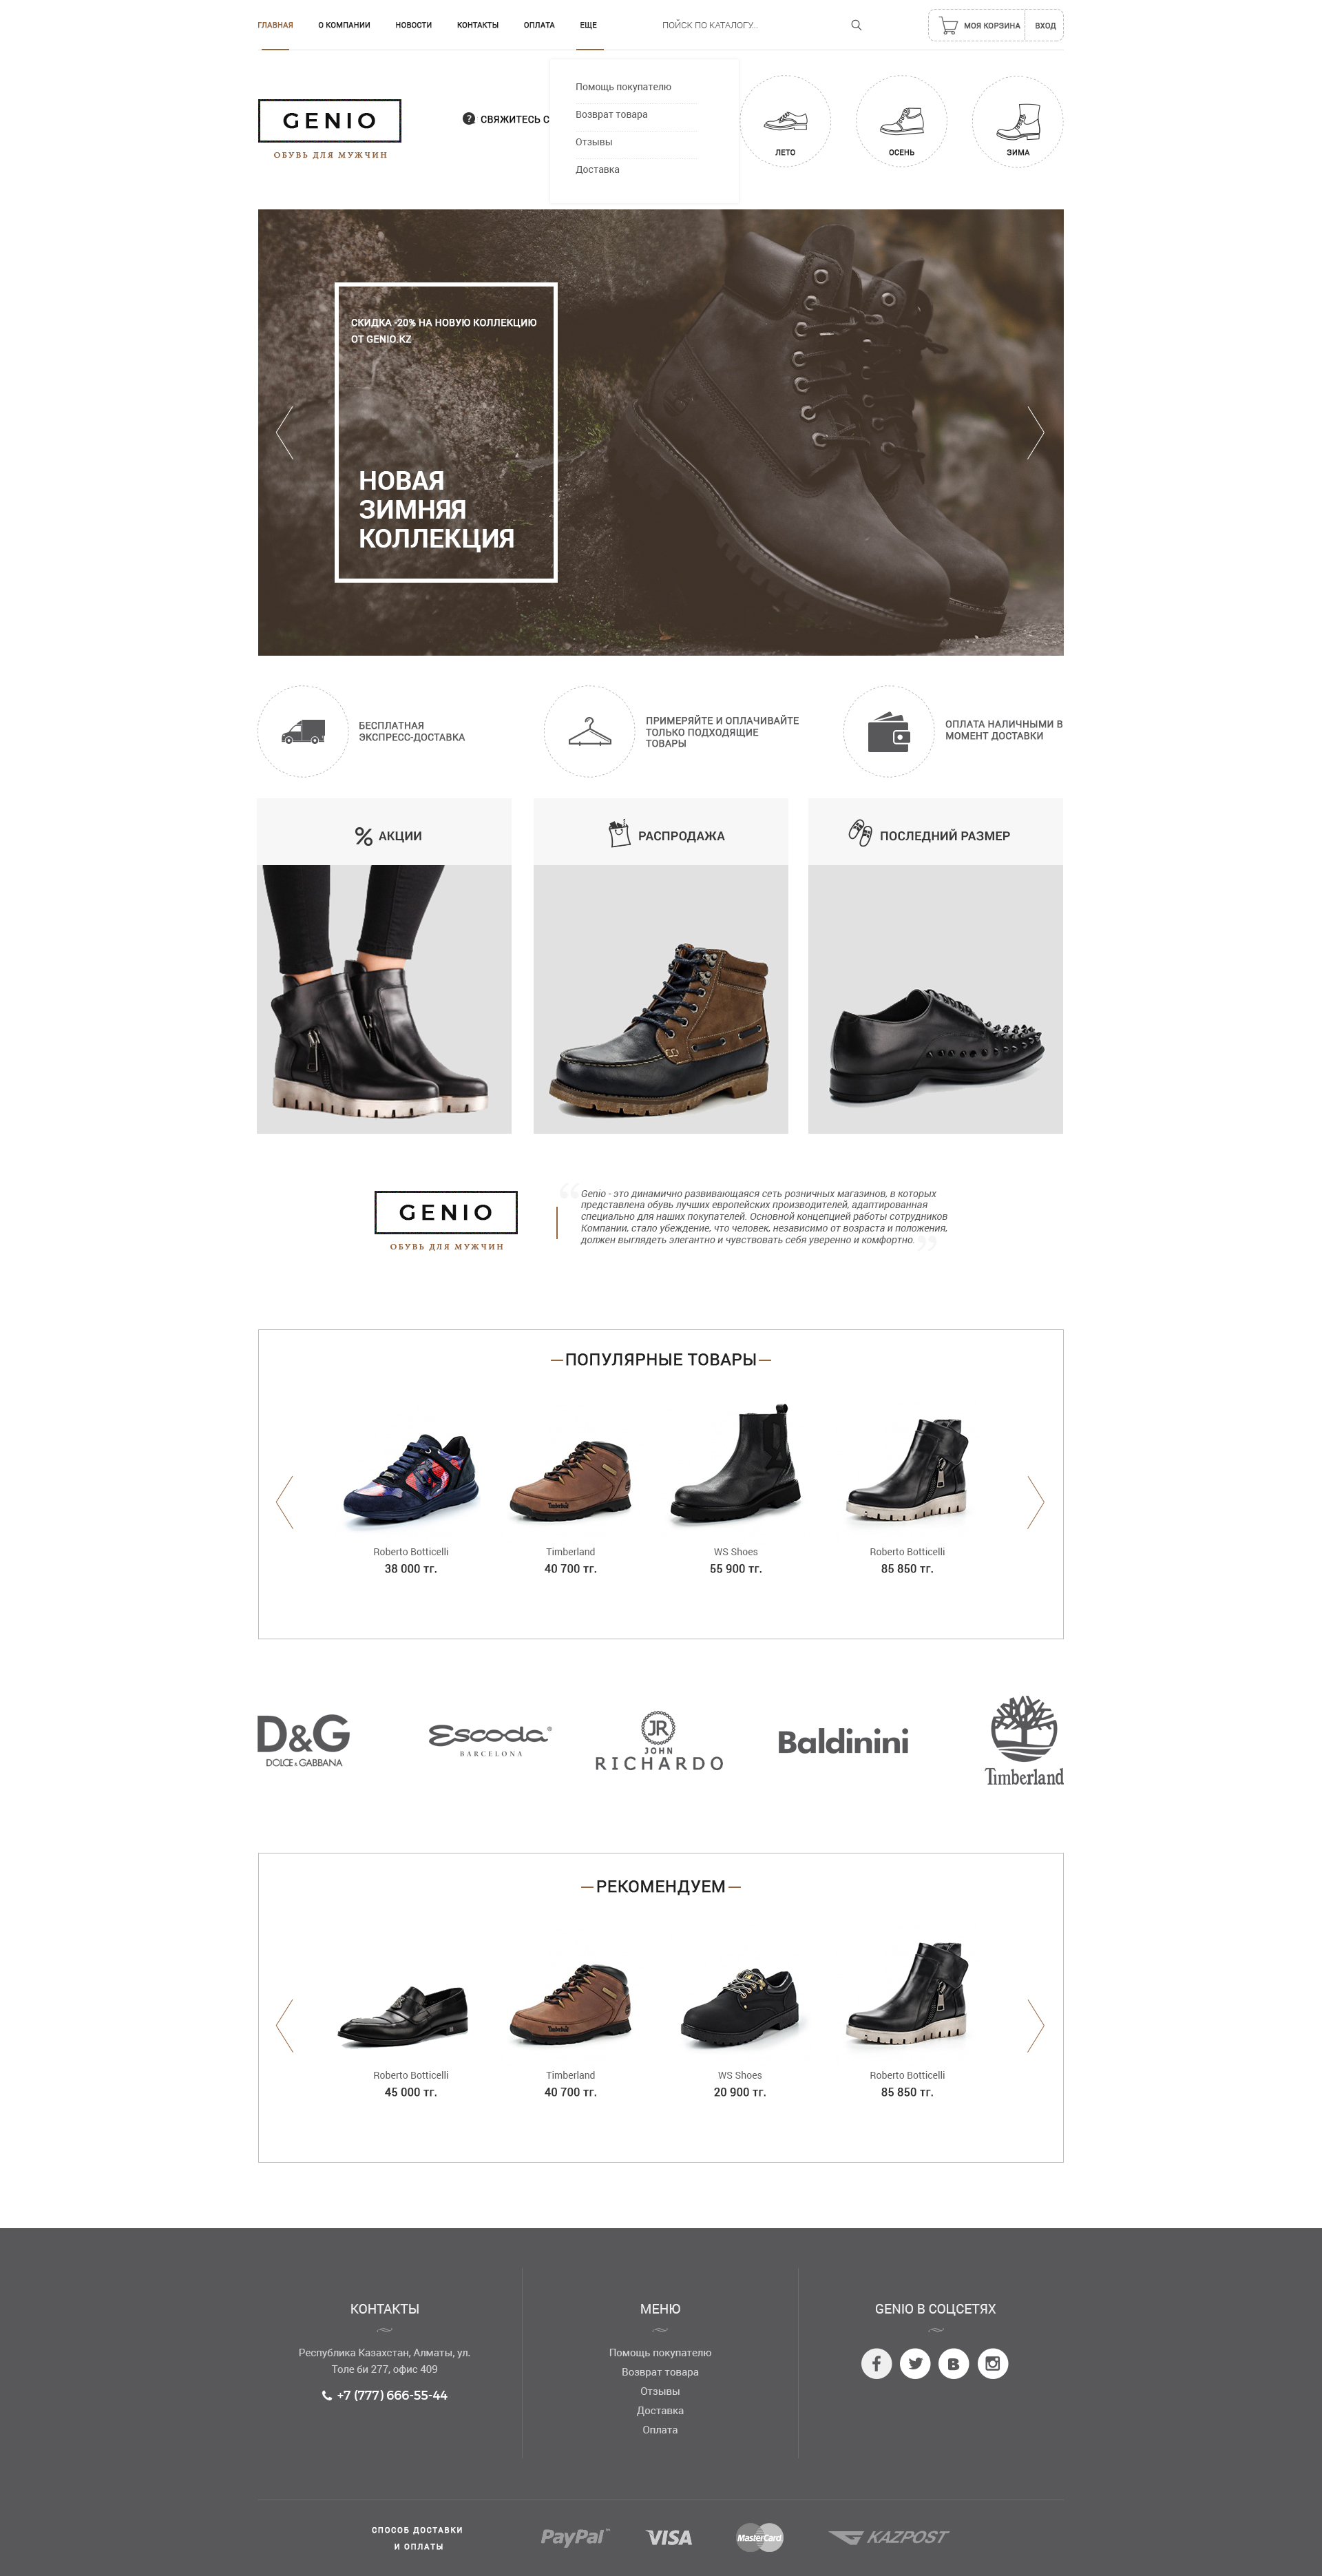 ГЛАВНАЯ О КОМПАНИИ НОВОСТИ КОНТАКТЫ ОПЛАТА ЕЩЕ ПОЙСК ПО КАТАЛОГУ... МОЯ КОРЗИНА ВХОД
GENIO
ОБУВЬ ДЛЯ МУЖЧИН
СВЯЖИТЕСЬ С
Помощь покупателю
Возврат товара
Отзывы
Доставка
ЛЕТО ОСЕНЬ ЗИМА
СКИДКА -20% НА НОВУЮ КОЛЛЕКЦИЮ
ОТ GENIO.KZ
НОВАЯ
ЗИМНЯЯ
КОЛЛЕКЦИЯ
БЕСПЛАТНАЯ
ЭКСПРЕСС-ДОСТАВКА
ПРИМЕРЯЙТЕ И ОПЛАЧИВАЙТЕ
ТОЛЬКО ПОДХОДЯЩИЕ
ТОВАРЫ
ОПЛАТА НАЛИЧНЫМИ В
МОМЕНТ ДОСТАВКИ
% АКЦИИ
РАСПРОДАЖА
ПОСЛЕДНИЙ РАЗМЕР
GENIO
ОБУВЬ ДЛЯ МУЖЧИН
“ Genio - это динамично развивающаяся сеть розничных магазинов, в которых
представлена обувь лучших европейских производителей, адаптированная
специально для наших покупателей. Основной концепцией работы сотрудников
Компании, стало убеждение, что человек, независимо от возраста и положения,
должен выглядеть элегантно и чувствовать себя уверенно и комфортно. ”
ПОПУЛЯРНЫЕ ТОВАРЫ
Timberland
Roberto Botticelli
38 000 тг.
Timberland
40 700 тг.
WS Shoes
55 900 тг.
Roberto Botticelli
85 850 тг.
D&G
DOLCE & GABBANA
Escoda®
BARCELONA
JR
JOHN
RICHARDO
Baldinini
Timberland
РЕКОМЕНДУЕМ
Timberland
Roberto Botticelli
45 000 тг.
Timberland
40 700 тг.
WS Shoes
20 900 тг.
Roberto Botticelli
85 850 тг.
КОНТАКТЫ
Республика Казахстан, Алматы, ул.
Толе би 277, офис 409
+7 (777) 666-55-44
МЕНЮ
Помощь покупателю
Возврат товара
Отзывы
Доставка
Оплата
GENIO В СОЦСЕТЯХ
СПОСОБ ДОСТАВКИ
И ОПЛАТЫ
PayPal™ VISA MasterCard KAZPOST